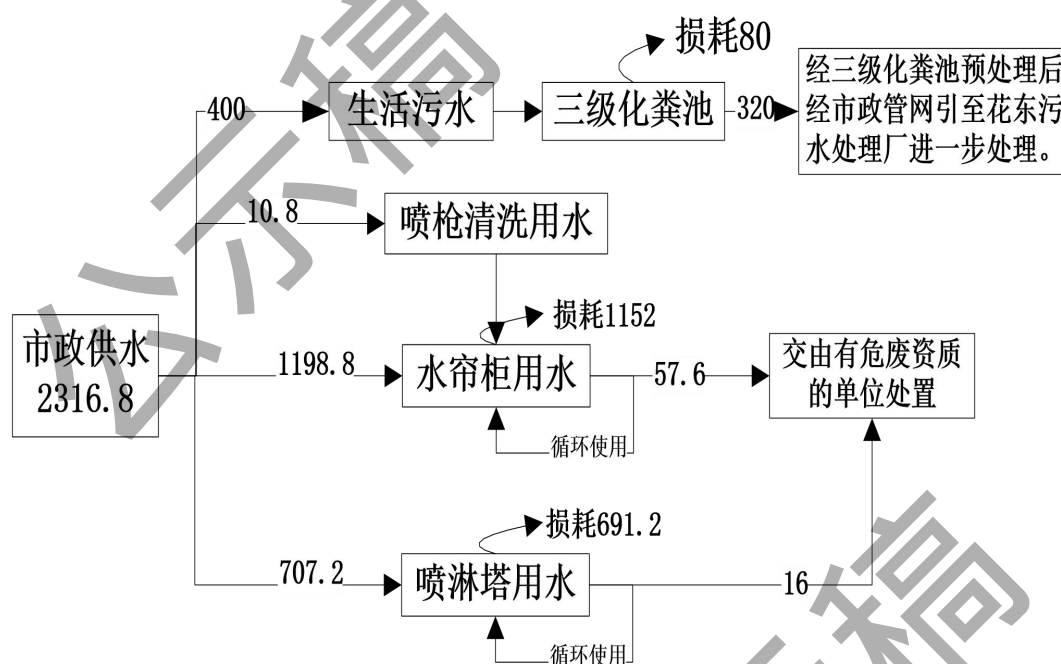 损耗80
400
生活污水
三级化粪池
320
经三级化粪池预处理后
经市政管网引至花东污
水处理厂进一步处理。
10.8
喷枪清洗用水
损耗1152
市政供水
2316.8
1198.8
水帘柜用水
57.6
交由有危废资质
的单位处置
循环使用
损耗691.2
707.2
喷淋塔用水
16
循环使用
公示稿
示稿